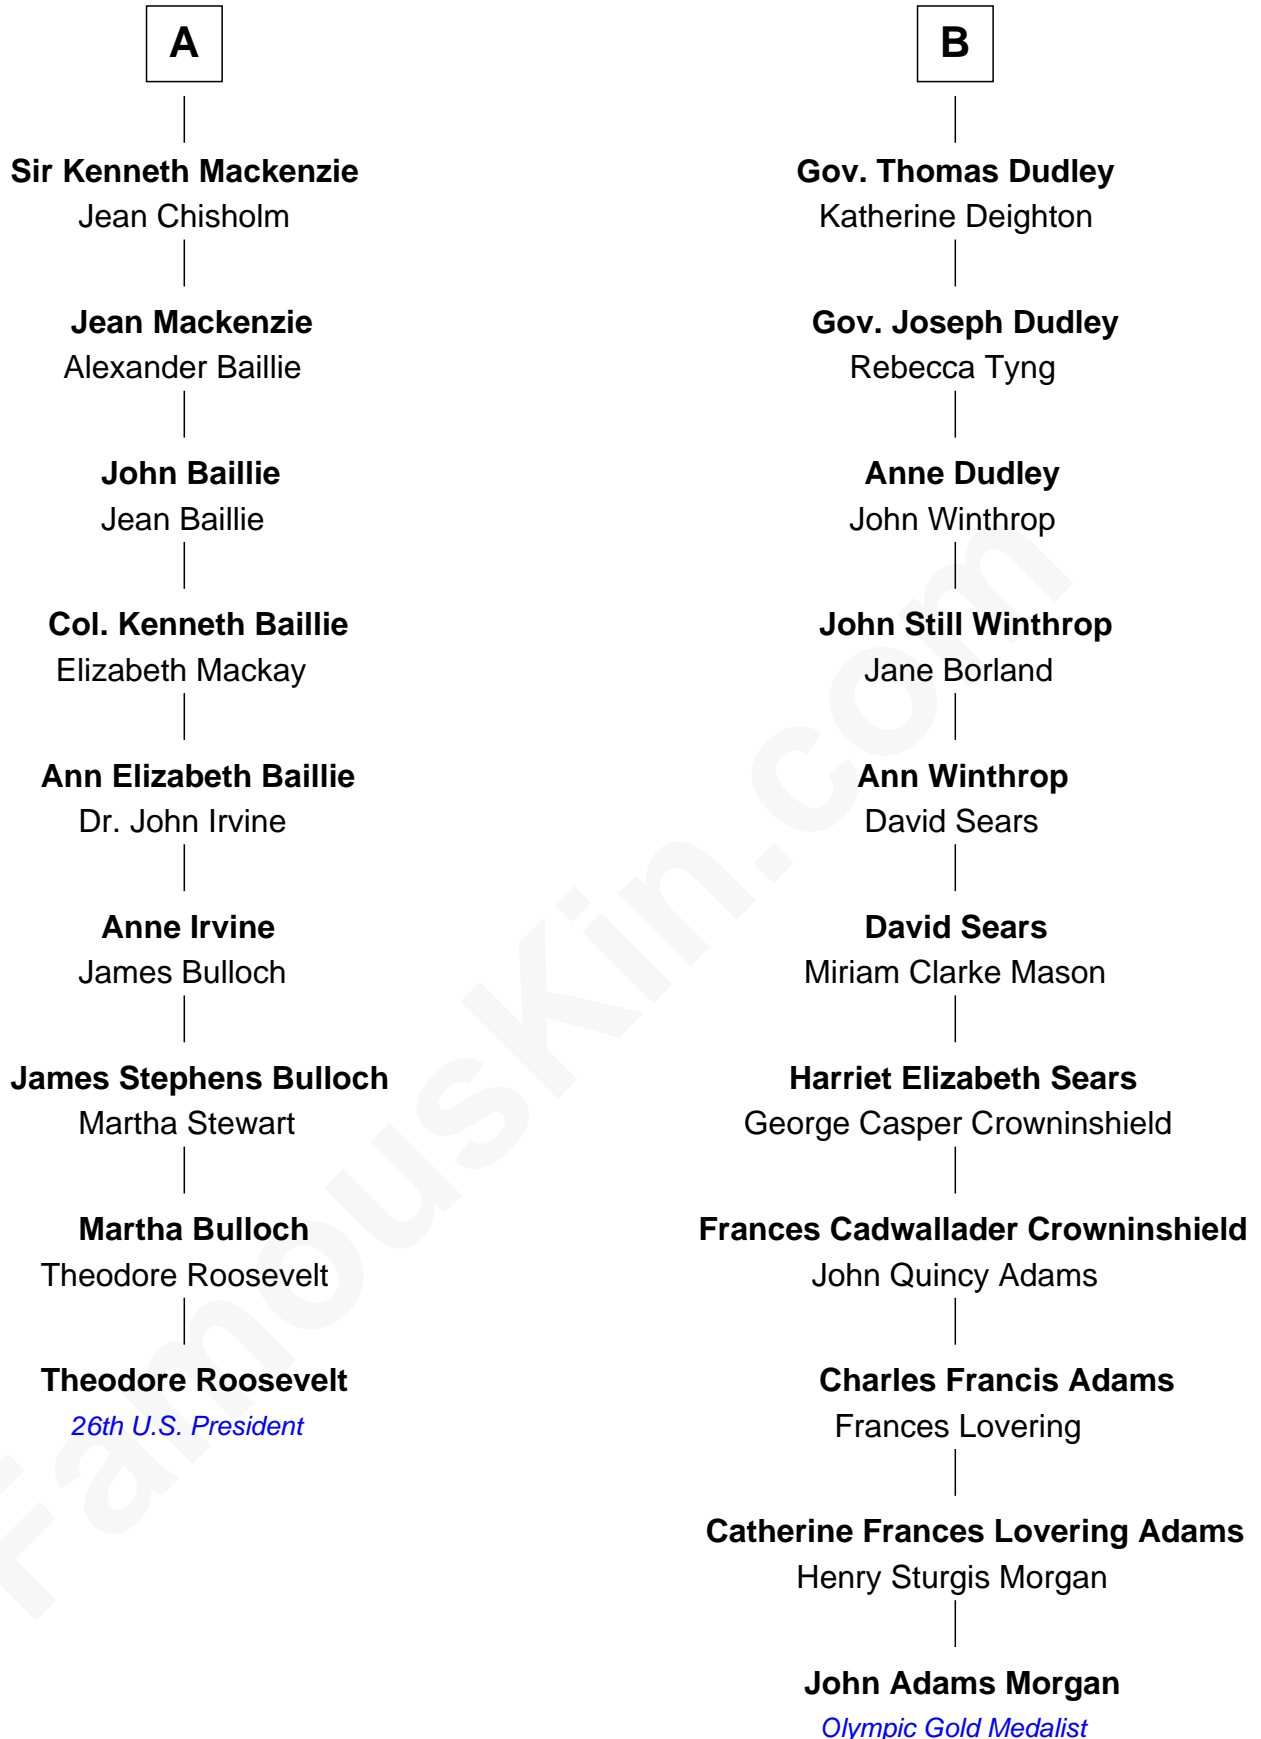 A
Sir Kenneth Mackenzie
Jean Chisholm
Jean Mackenzie
Alexander Baillie
John Baillie
Jean Baillie
Col. Kenneth Baillie
Elizabeth Mackay
Ann Elizabeth Baillie
Dr. John Irvine
Anne Irvine
James Bulloch
James Stephens Bulloch
Martha Stewart
Martha Bulloch
Theodore Roosevelt
Theodore Roosevelt
26th U.S. President
B
Gov. Thomas Dudley
Katherine Deighton
Gov. Joseph Dudley
Rebecca Tyng
Anne Dudley
John Winthrop
John Still Winthrop
Jane Borland
Ann Winthrop
David Sears
David Sears
Miriam Clarke Mason
Harriet Elizabeth Sears
George Casper Crowninshield
Frances Cadwallader Crowninshield
John Quincy Adams
Charles Francis Adams
Frances Lovering
Catherine Frances Lovering Adams
Henry Sturgis Morgan
John Adams Morgan
Olympic Gold Medalist
FamousKin.com